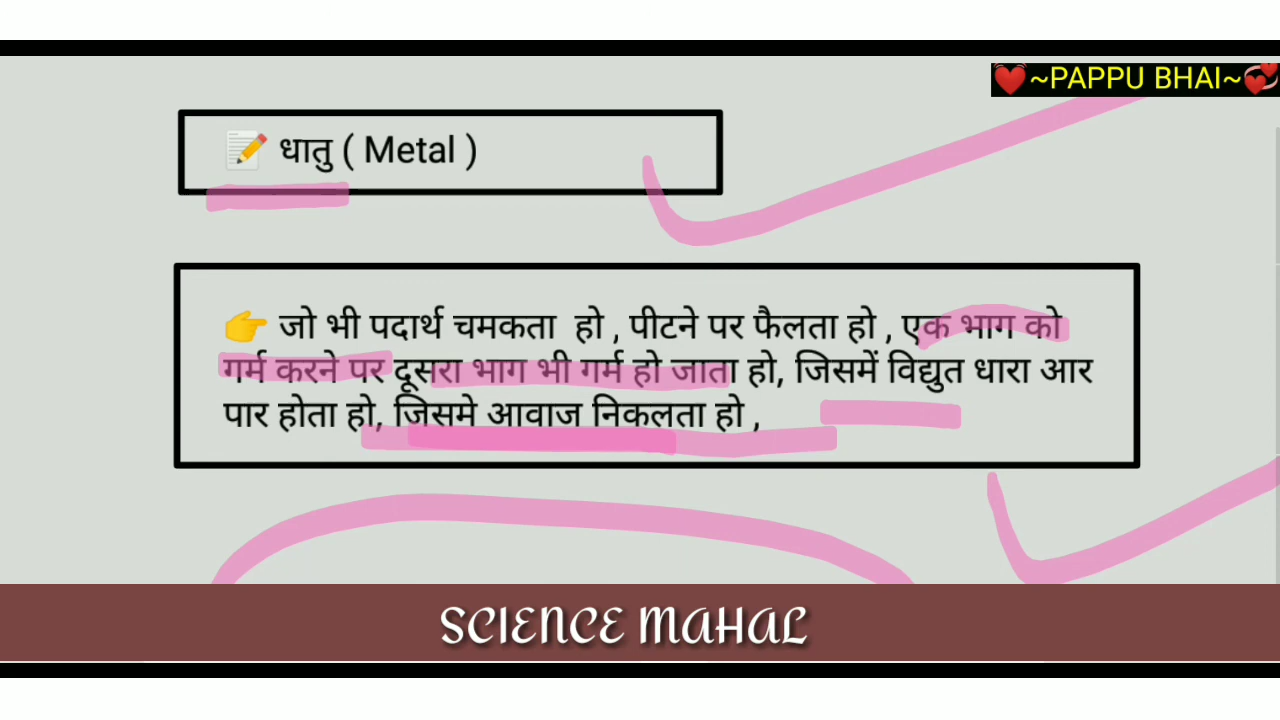 ❤️~PAPPU BHAI~💞
📝 धातु ( Metal )
👉 जो भी पदार्थ चमकता हो , पीटने पर फैलता हो , एक भाग को
गर्म करने पर दूसरा भाग भी गर्म हो जाता हो, जिसमें विद्युत धारा आर
पार होता हो, जिसमे आवाज निकलता हो ,
SCIENCE MAHAL